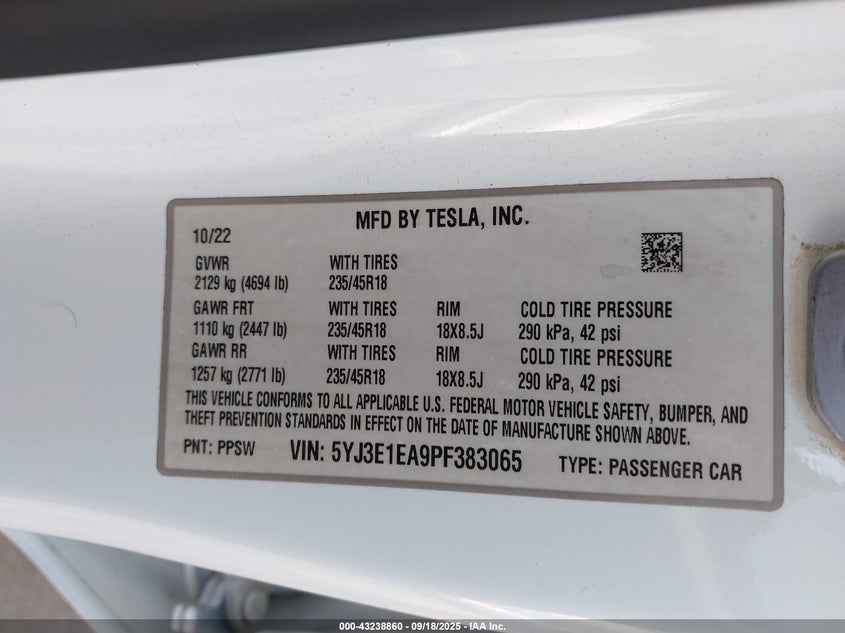 MFD BY TESLA, INC.
10/22
GVWR WITH TIRES
2129 kg (4694 lb) 235/45R18
GAWR FRT WITH TIRES RIM COLD TIRE PRESSURE
1110 kg (2447 lb) 235/45R18 18X8.5J 290 kPa, 42 psi
GAWR RR WITH TIRES RIM COLD TIRE PRESSURE
1257 kg (2771 lb) 235/45R18 18X8.5J 290 kPa, 42 psi
THIS VEHICLE CONFORMS TO ALL APPLICABLE U.S. FEDERAL MOTOR VEHICLE SAFETY, BUMPER, AND
THEFT PREVENTION STANDARDS IN EFFECT ON THE DATE OF MANUFACTURE SHOWN ABOVE.
PNT: PPSW VIN: 5YJ3E1EA9PF383065 TYPE: PASSENGER CAR
000-43238860 - 09/18/2025 - IAA Inc.